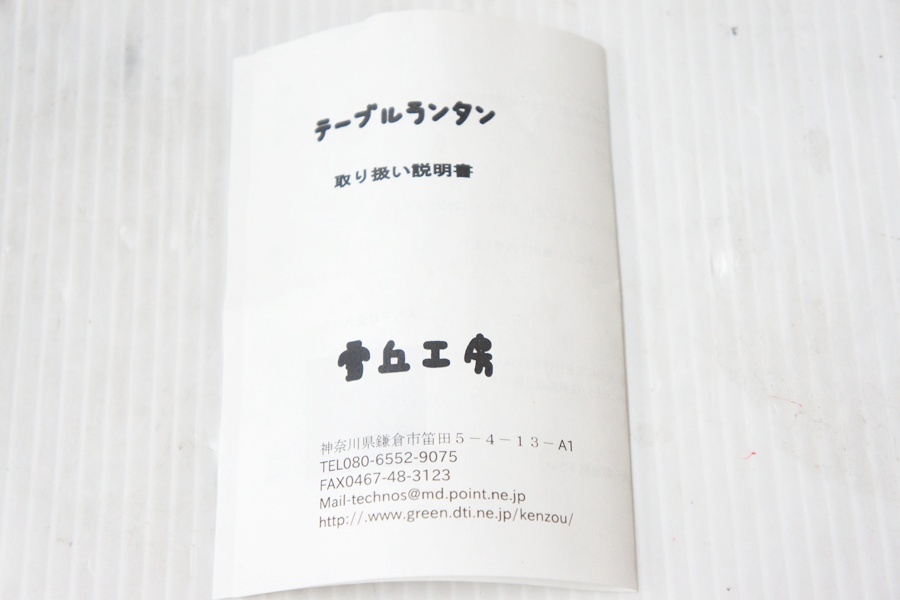 テーブルランタン
取り扱い説明書
雪丘工房
神奈川県鎌倉市笛田５－４－１３－A1
TEL080-6552-9075
FAX0467-48-3123
Mail-technos@md.point.ne.jp
http://.www.green.dti.ne.jp/kenzou/